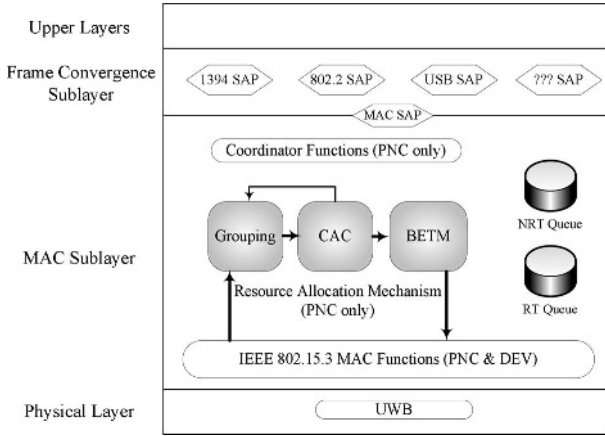 Upper Layers
Frame Convergence
Sublayer
1394 SAP
802.2 SAP
USB SAP
??? SAP
MAC SAP
Coordinator Functions (PNC only)
MAC Sublayer
Grouping
CAC
BETM
NRT Queue
RT Queue
Resource Allocation Mechanism
(PNC only)
IEEE 802.15.3 MAC Functions (PNC & DEV)
Physical Layer
UWB